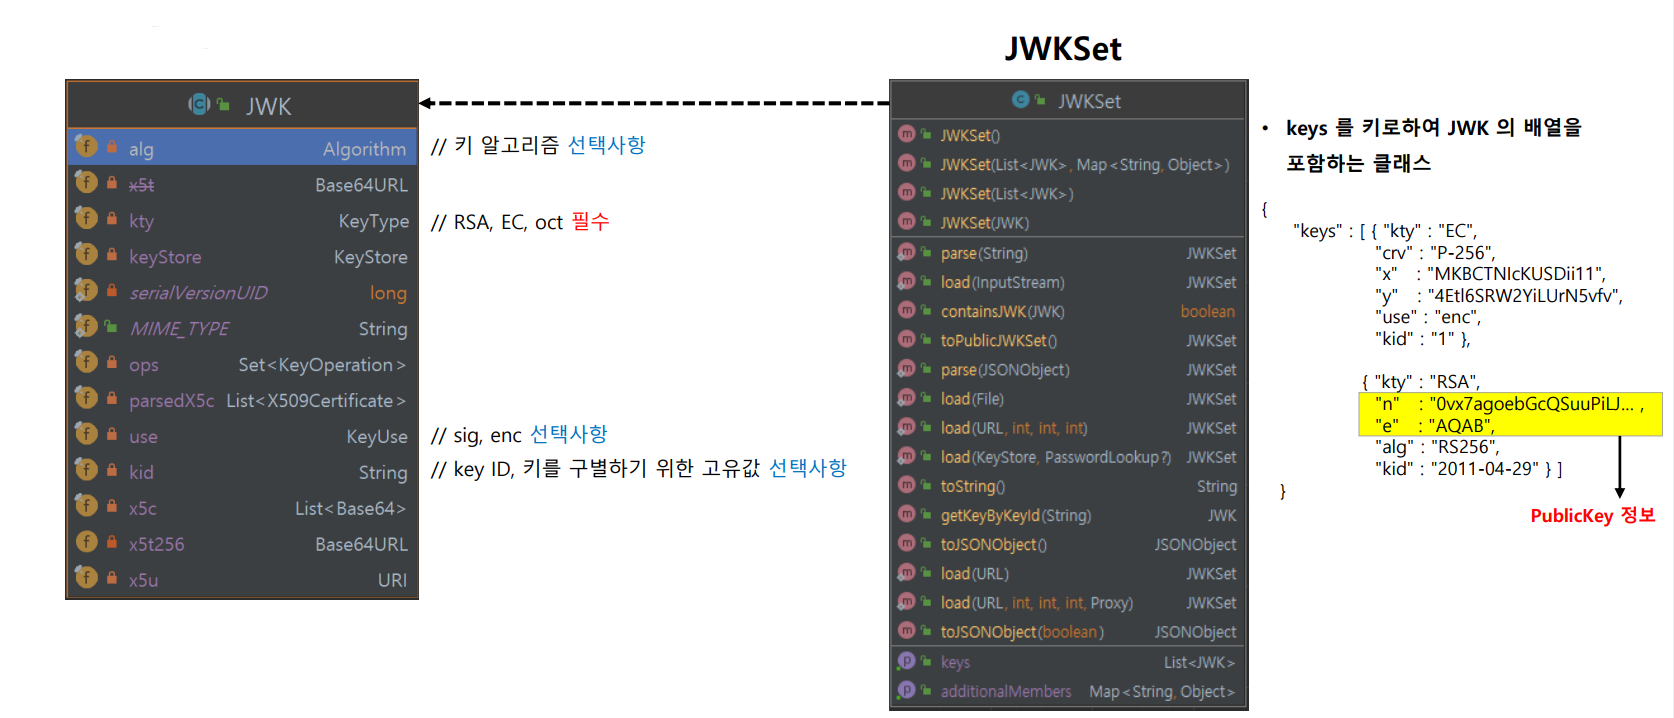 JWKSet
JWK
alg Algorithm // 키 알고리즘 선택사항
x5t Base64URL
kty KeyType // RSA, EC, oct 필수
keyStore KeyStore
serialVersionUID long
MIME_TYPE String
ops Set<KeyOperation>
parsedX5c List<X509Certificate>
use KeyUse // sig, enc 선택사항
kid String // key ID, 키를 구별하기 위한 고유값 선택사항
x5c List<Base64>
x5t256 Base64URL
x5u URI
JWKSet
JWKSet()
JWKSet(List<JWK>, Map<String, Object>)
JWKSet(List<JWK>)
JWKSet(JWK)
parse(String) JWKSet
load(InputStream) JWKSet
containsJWK(JWK) boolean
toPublicJWKSet() JWKSet
parse(JSONObject) JWKSet
load(File) JWKSet
load(URL, int, int, int) JWKSet
load(KeyStore, PasswordLookup?) JWKSet
toString() String
getKeyByKeyId(String) JWK
toJSONObject() JSONObject
load(URL) JWKSet
load(URL, int, int, int, Proxy) JWKSet
toJSONObject(boolean) JSONObject
keys List<JWK>
additionalMembers Map<String, Object>
• keys 를 키로하여 JWK 의 배열을
포함하는 클래스
{
"keys" : [ { "kty" : "EC",
"crv" : "P-256",
"x" : "MKBCTNIcKUSDii11",
"y" : "4Etl6SRW2YiLUrN5vfv",
"use" : "enc",
"kid" : "1" },
{ "kty" : "RSA",
"n" : "0vx7agoebGcQSuuPiLJ... ,
"e" : "AQAB",
"alg" : "RS256",
"kid" : "2011-04-29" } ]
}
PublicKey 정보